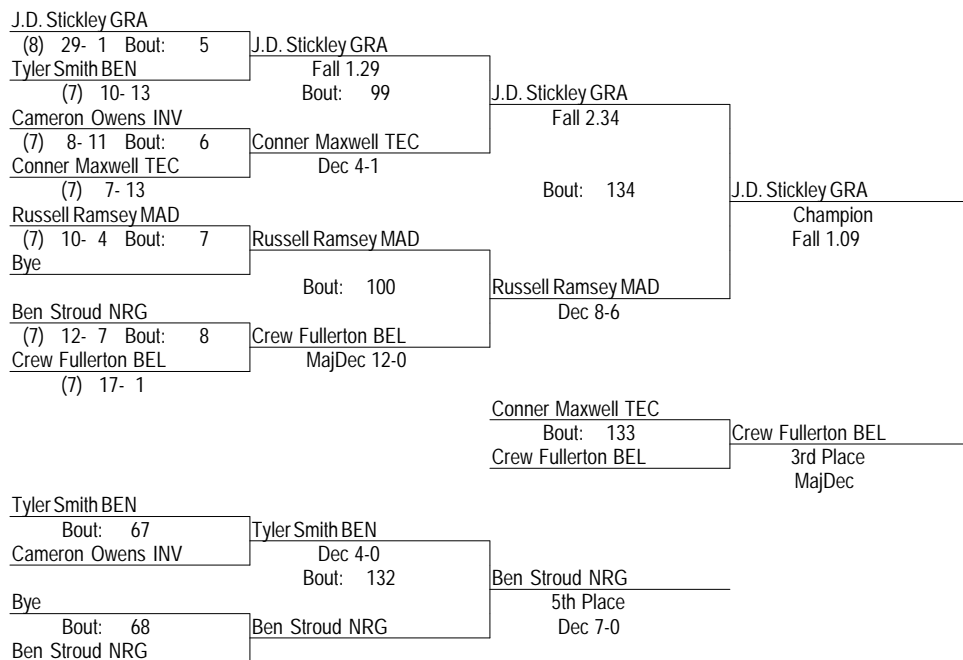 J.D. Stickley GRA
(8) 29- 1 Bout: 5
J.D. Stickley GRA
Tyler Smith BEN
Fall 1.29
(7) 10- 13
Bout: 99
J.D. Stickley GRA
Cameron Owens INV
Fall 2.34
(7) 8- 11 Bout: 6
Conner Maxwell TEC
Conner Maxwell TEC
Dec 4-1
(7) 7- 13
Bout: 134
J.D. Stickley GRA
Russell Ramsey MAD
Champion
(7) 10- 4 Bout: 7
Russell Ramsey MAD
Fall 1.09
Bye
Bout: 100
Russell Ramsey MAD
Ben Stroud NRG
Dec 8-6
(7) 12- 7 Bout: 8
Crew Fullerton BEL
Crew Fullerton BEL
MajDec 12-0
(7) 17- 1
Conner Maxwell TEC
Bout: 133
Crew Fullerton BEL
Crew Fullerton BEL
3rd Place
MajDec
Tyler Smith BEN
Bout: 67
Tyler Smith BEN
Cameron Owens INV
Dec 4-0
Bout: 132
Ben Stroud NRG
Bye
5th Place
Bout: 68
Ben Stroud NRG
Dec 7-0
Ben Stroud NRG